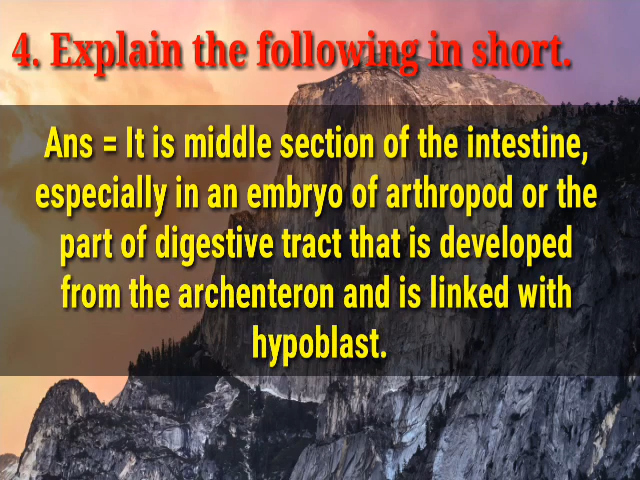 4. Explain the following in short.
Ans = It is middle section of the intestine,
especially in an embryo of arthropod or the
part of digestive tract that is developed
from the archenteron and is linked with
hypoblast.